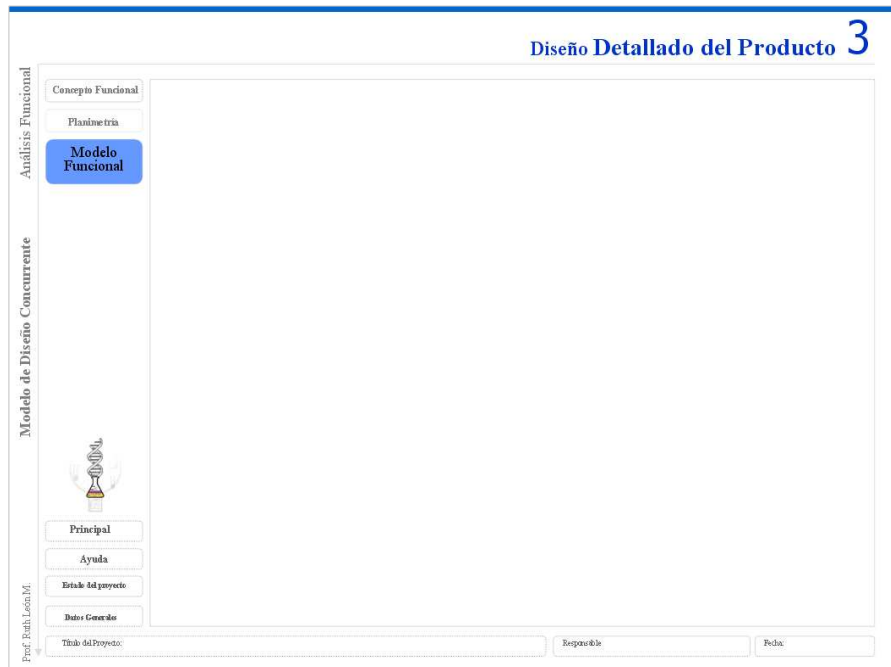 Diseño Detallado del Producto 3
Análisis Funcional
Modelo de Diseño Concurrente
Prof. Ruth León M.
Concepto Funcional
Planimetría
Modelo
Funcional
Principal
Ayuda
Estado del proyecto
Datos Generales
Título del Proyecto:
Responsable
Fecha: